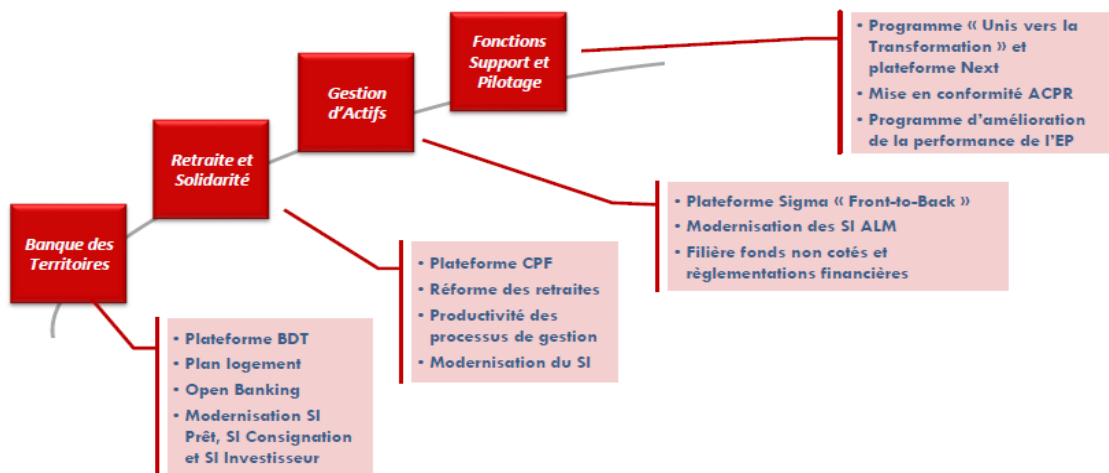 Banque des
Territoires
• Plateforme BDT
• Plan logement
• Open Banking
• Modernisation SI
Prêt, SI Consignation
et SI Investisseur
Retraite et
Solidarité
• Plateforme CPF
• Réforme des retraites
• Productivité des
processus de gestion
• Modernisation du SI
Gestion
d'Actifs
• Plateforme Sigma « Front-to-Back »
• Modernisation des SI ALM
• Filière fonds non cotés et
règlementations financières
Fonctions
Support et
Pilotage
• Programme « Unis vers la
Transformation » et
plateforme Next
• Mise en conformité ACPR
• Programme d'amélioration
de la performance de l'EP